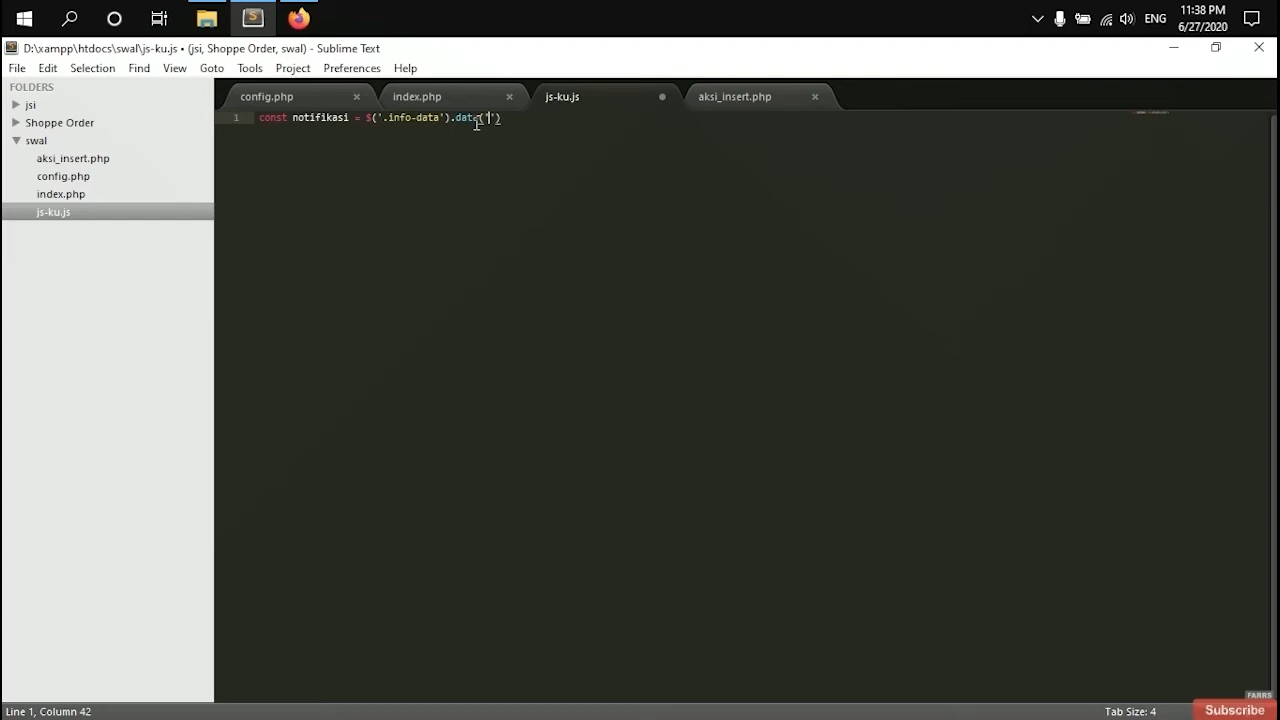 11:38 PM
ENG
6/27/2020
D:\xampp\htdocs\swal\js-ku.js • (jsi, Shoppe Order, swal) - Sublime Text
File Edit Selection Find View Goto Tools Project Preferences Help
FOLDERS
jsi
Shoppe Order
swal
aksi_insert.php
config.php
index.php
js-ku.js
config.php index.php js-ku.js aksi_insert.php
1 const notifikasi = $('.info-data').data('')
FARRS
Subscribe
Line 1, Column 42
Tab Size: 4